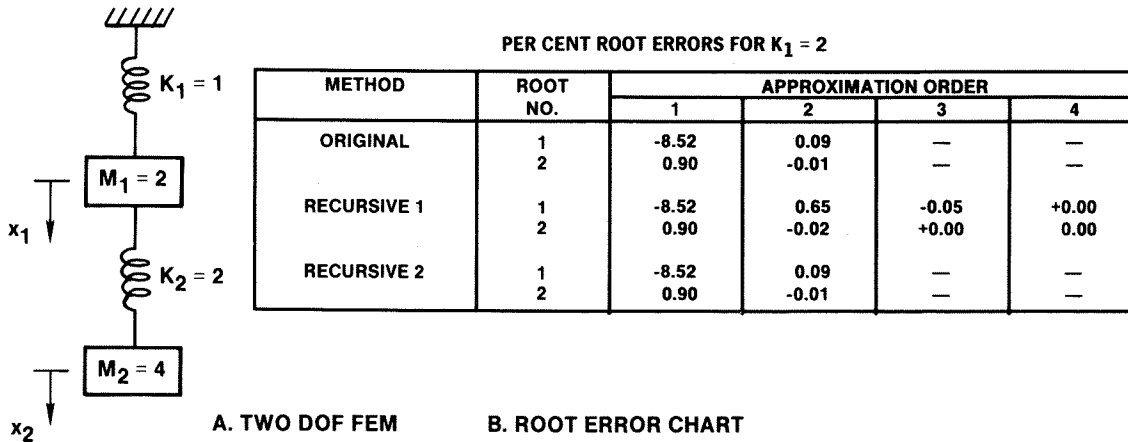 K1 = 1
M1 = 2
x1
K2 = 2
M2 = 4
x2
PER CENT ROOT ERRORS FOR K1 = 2
METHOD ROOT NO. APPROXIMATION ORDER
1 2 3 4
ORIGINAL 1 -8.52 0.09 — —
2 0.90 -0.01 — —
RECURSIVE 1 1 -8.52 0.65 -0.05 +0.00
2 0.90 -0.02 +0.00 0.00
RECURSIVE 2 1 -8.52 0.09 — —
2 0.90 -0.01 — —
A. TWO DOF FEM B. ROOT ERROR CHART